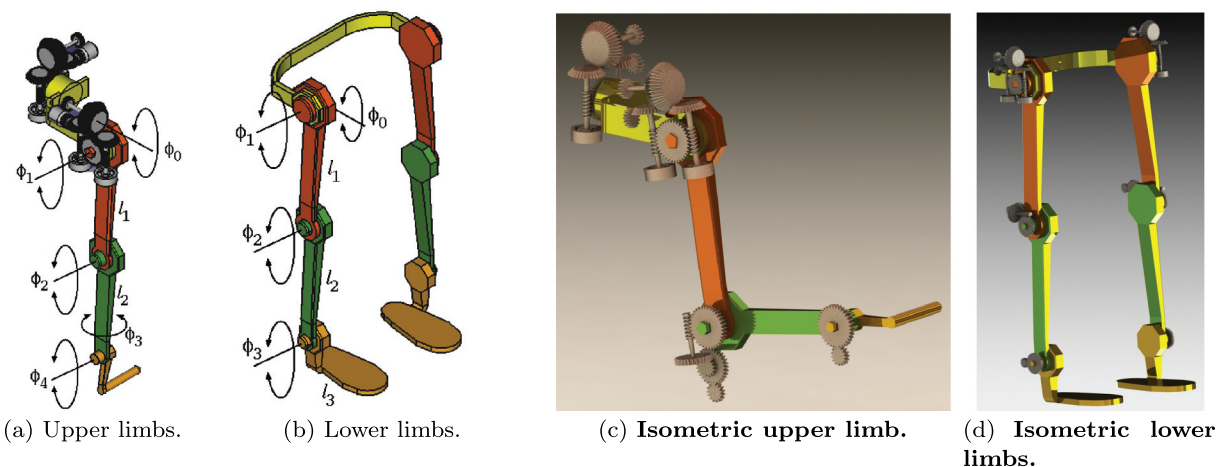 ϕ0
ϕ1
l1
ϕ2
l2
ϕ3
ϕ4
ϕ1
ϕ0
l1
ϕ2
l2
ϕ3
l3
(a) Upper limbs.
(b) Lower limbs.
(c) Isometric upper limb.
(d) Isometric lower
limbs.